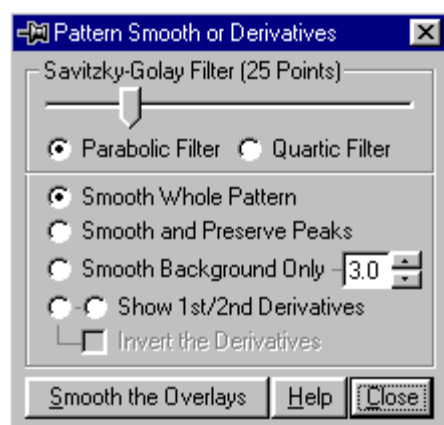 Pattern Smooth or Derivatives
Savitzky-Golay Filter (25 Points)
Parabolic Filter Quartic Filter
Smooth Whole Pattern
Smooth and Preserve Peaks
Smooth Background Only - 3.0
- Show 1st/2nd Derivatives
Invert the Derivatives
Smooth the Overlays Help Close